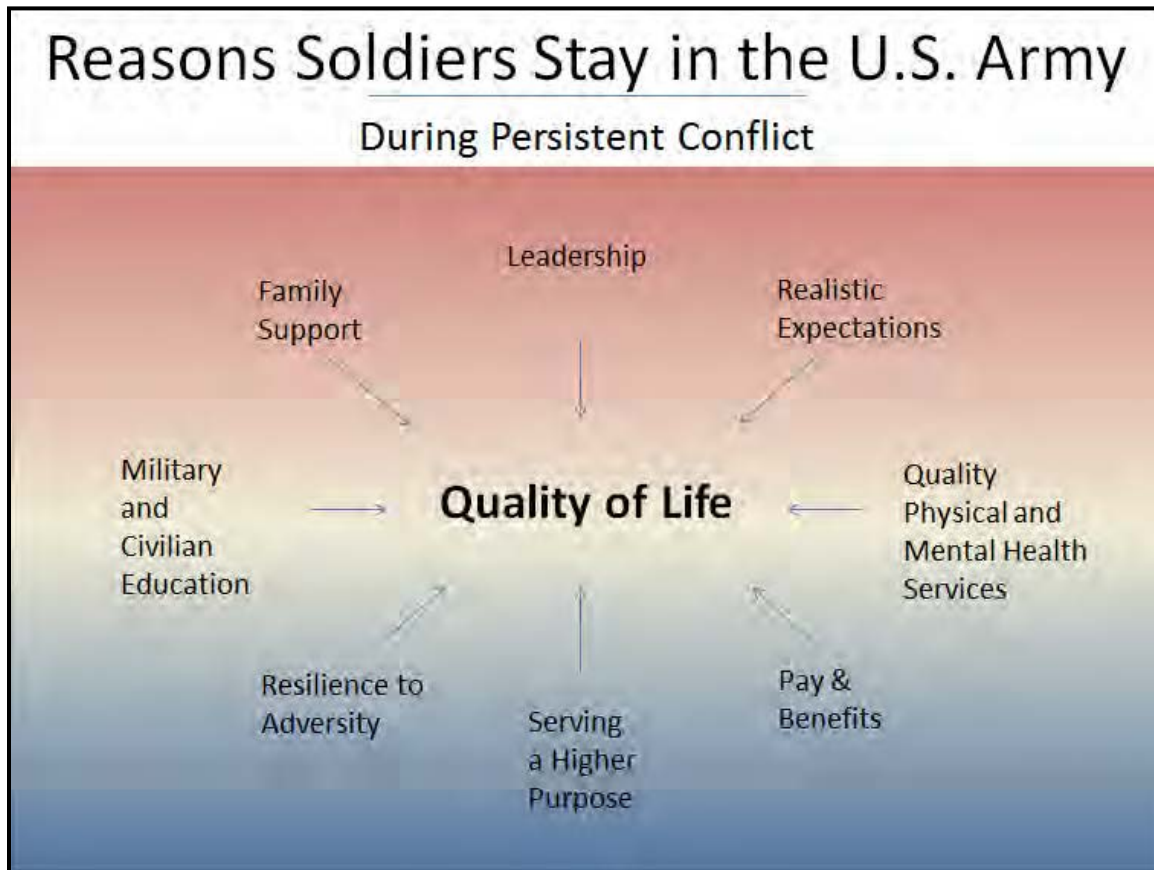 Reasons Soldiers Stay in the U.S. Army
During Persistent Conflict
Leadership
Family
Support
Realistic
Expectations
Military
and
Civilian
Education
Quality of Life
Quality
Physical and
Mental Health
Services
Resilience to
Adversity
Serving
a Higher
Purpose
Pay &
Benefits